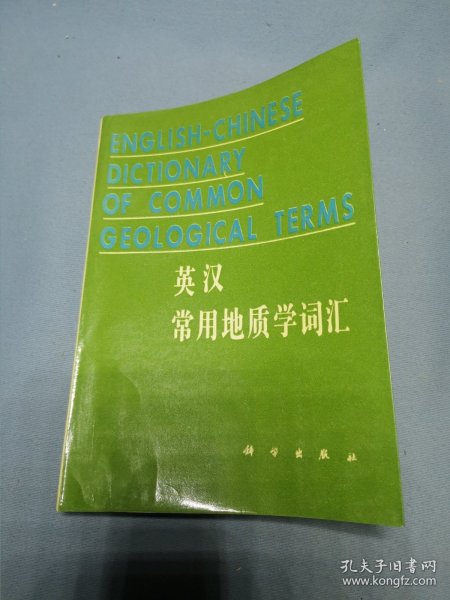 ENGLISH-CHINESE
DICTIONARY
OF COMMON
GEOLOGICAL TERMS
英汉
常用地质学词汇
科学出版社
孔夫子旧书网
www.kongfz.com